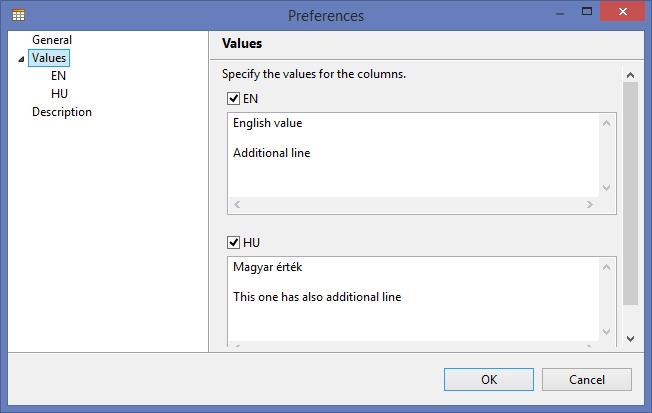 Preferences
General
Values
EN
HU
Description
Values
Specify the values for the columns.
EN
English value
Additional line
HU
Magyar érték
This one has also additional line
OK
Cancel